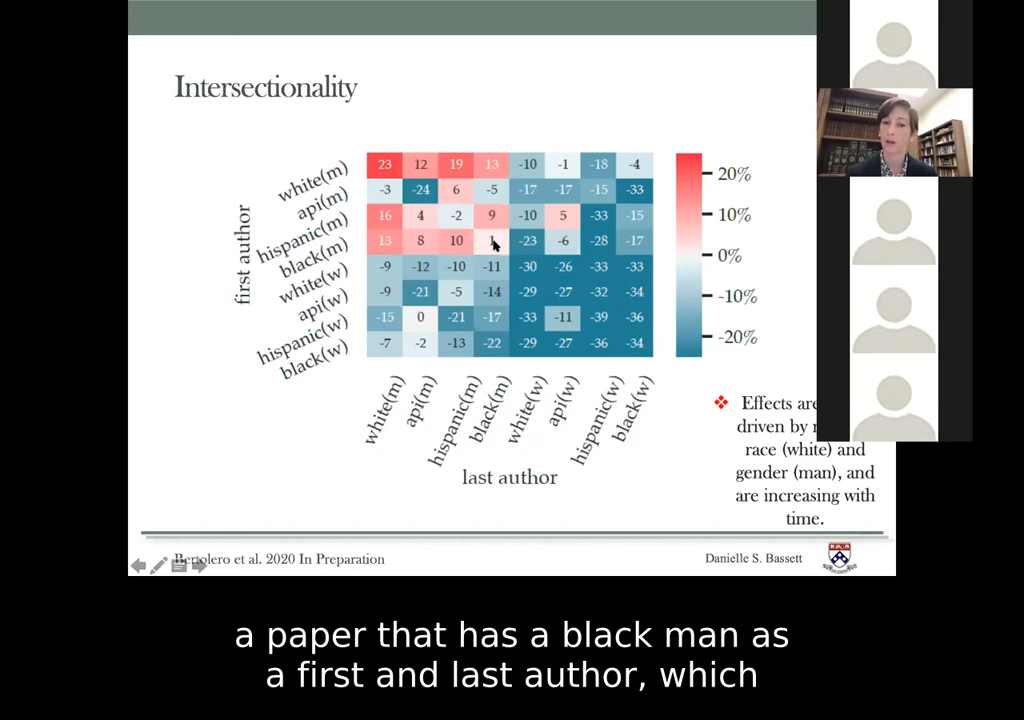 Intersectionality
white(m) 23 12 19 13 -10 -1 -18 -4
api(m) -3 -24 6 -5 -17 -17 -15 -33
hispanic(m) 16 4 -2 9 -10 5 -33 -15
black(m) 13 8 10 1 -23 -6 -28 -17
white(w) -9 -12 -10 -11 -30 -26 -33 -33
api(w) -9 -21 -5 -14 -29 -27 -32 -34
hispanic(w) -15 0 -21 -17 -33 -11 -39 -36
black(w) -7 -2 -13 -22 -29 -27 -36 -34
first author
white(m) api(m) hispanic(m) black(m) white(w) api(w) hispanic(w) black(w)
last author
20%
10%
0%
-10%
-20%
Effects are
driven by
race (white) and
gender (man), and
are increasing with
time.
Bertolero et al. 2020 In Preparation
Danielle S. Bassett
a paper that has a black man as
a first and last author, which